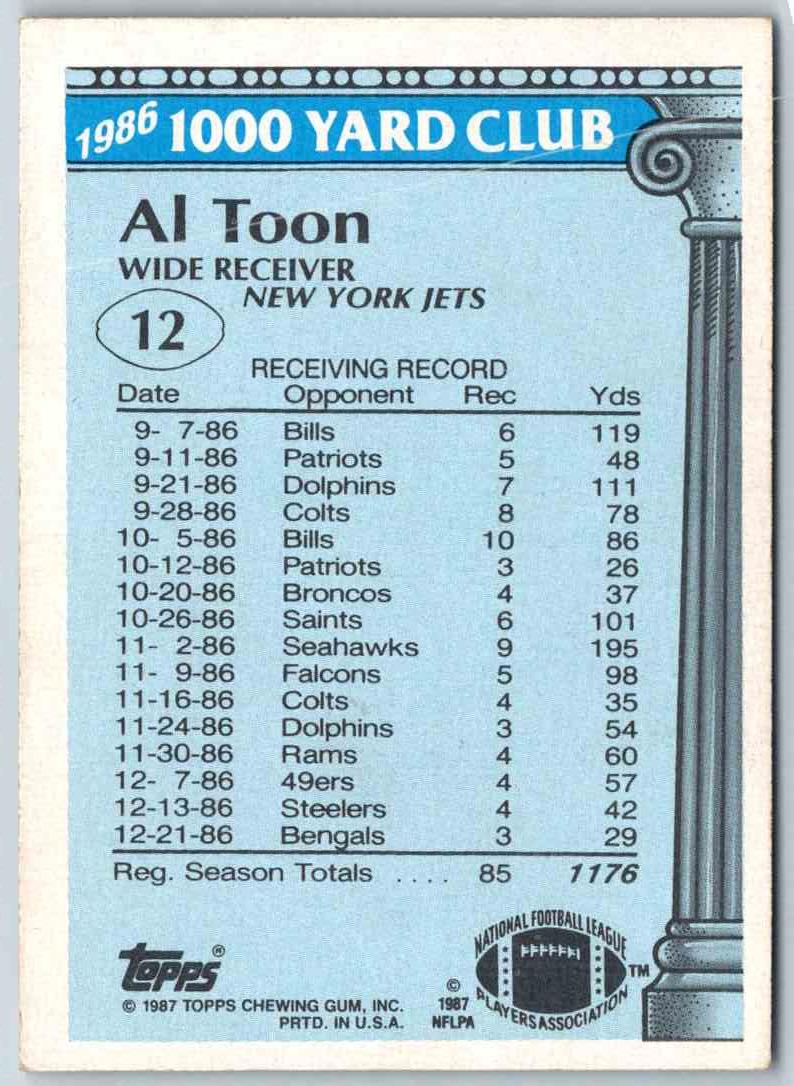 1986 1000 YARD CLUB
Al Toon
WIDE RECEIVER
NEW YORK JETS
12
RECEIVING RECORD
Date Opponent Rec Yds
9- 7-86 Bills 6 119
9-11-86 Patriots 5 48
9-21-86 Dolphins 7 111
9-28-86 Colts 8 78
10- 5-86 Bills 10 86
10-12-86 Patriots 3 26
10-20-86 Broncos 4 37
10-26-86 Saints 6 101
11- 2-86 Seahawks 9 195
11- 9-86 Falcons 5 98
11-16-86 Colts 4 35
11-24-86 Dolphins 3 54
11-30-86 Rams 4 60
12- 7-86 49ers 4 57
12-13-86 Steelers 4 42
12-21-86 Bengals 3 29
Reg. Season Totals .... 85 1176
topps®
© 1987 TOPPS CHEWING GUM, INC.
PRTD. IN U.S.A.
©
1987
NFLPA
NATIONAL FOOTBALL LEAGUE
PLAYERS ASSOCIATION
TM